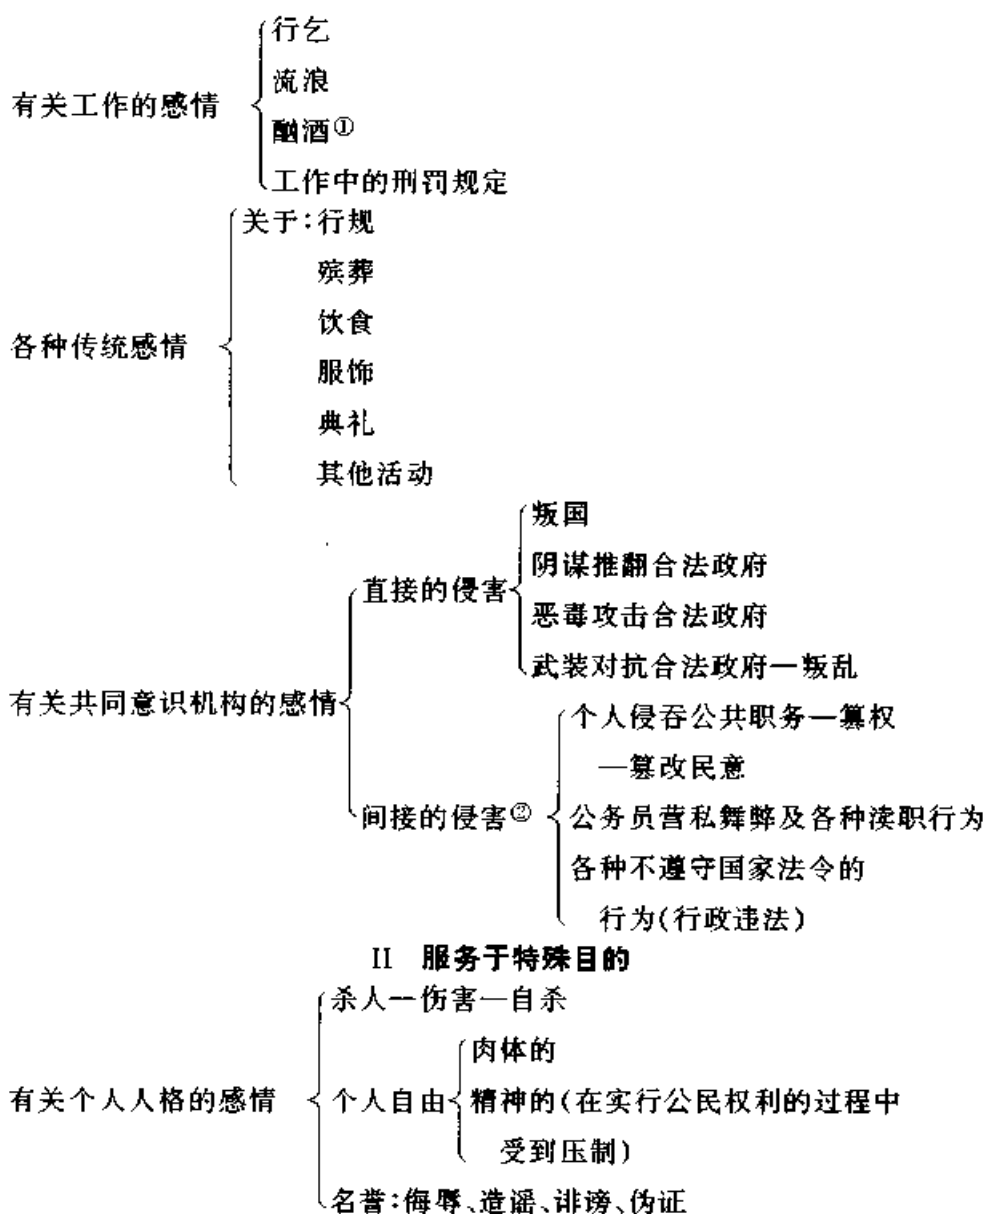 行乞
流浪
有关工作的感情
酗酒①
工作中的刑罚规定
关于:行规
殡葬
饮食
各种传统感情
服饰
典礼
其他活动
叛国
阴谋推翻合法政府
直接的侵害
恶毒攻击合法政府
武装对抗合法政府—叛乱
有关共同意识机构的感情
个人侵吞公共职务—篡权
—篡改民意
间接的侵害②
公务员营私舞弊及各种渎职行为
各种不遵守国家法令的
行为(行政违法)
II 服务于特殊目的
杀人—伤害—自杀
肉体的
有关个人人格的感情
个人自由
精神的(在实行公民权利的过程中
受到压制)
名誉:侮辱、造谣、诽谤、伪证